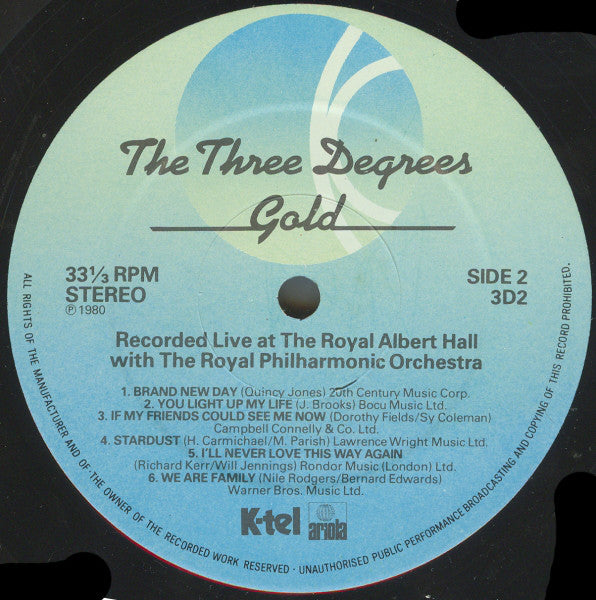 The Three Degrees
Gold
33⅓ RPM
STEREO
℗ 1980
SIDE 2
3D2
Recorded Live at The Royal Albert Hall
with The Royal Philharmonic Orchestra
1. BRAND NEW DAY (Quincy Jones) 20th Century Music Corp.
2. YOU LIGHT UP MY LIFE (J. Brooks) Bocu Music Ltd.
3. IF MY FRIENDS COULD SEE ME NOW (Dorothy Fields/Sy Coleman)
Campbell Connelly & Co. Ltd.
4. STARDUST (H. Carmichael/M. Parish) Lawrence Wright Music Ltd.
5. I'LL NEVER LOVE THIS WAY AGAIN
(Richard Kerr/Will Jennings) Rondor Music (London) Ltd.
6. WE ARE FAMILY (Nile Rodgers/Bernard Edwards)
Warner Bros. Music Ltd.
K-tel
ariola
ALL RIGHTS OF THE MANUFACTURER AND OF THE OWNER OF THE RECORDED WORK RESERVED · UNAUTHORISED PUBLIC PERFORMANCE BROADCASTING AND COPYING OF THIS RECORD PROHIBITED.